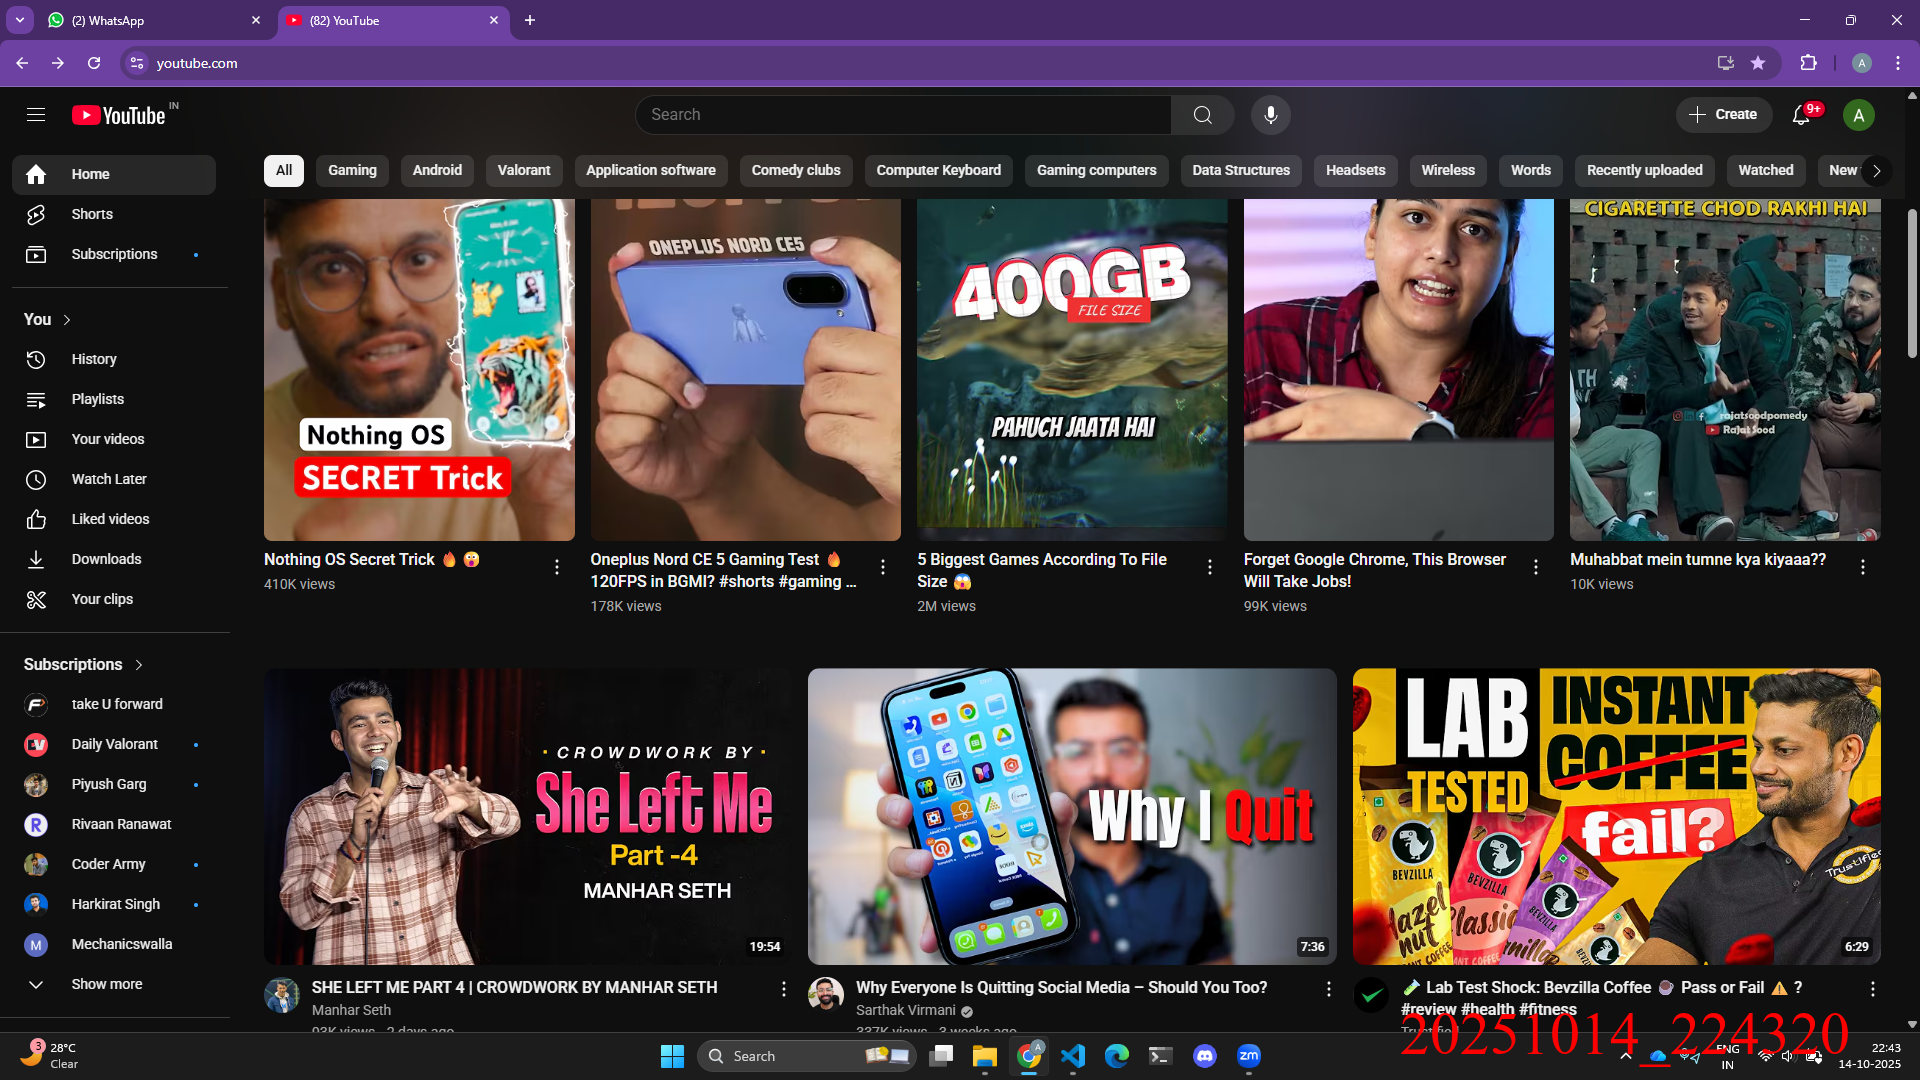 (2) WhatsApp
(82) YouTube
youtube.com
YouTube IN
Search
Create
9+
A
Home
Shorts
Subscriptions
You
History
Playlists
Your videos
Watch Later
Liked videos
Downloads
Your clips
Subscriptions
take U forward
Daily Valorant
Piyush Garg
Rivaan Ranawat
Coder Army
Harkirat Singh
Mechanicswalla
Show more
All
Gaming
Android
Valorant
Application software
Comedy clubs
Computer Keyboard
Gaming computers
Data Structures
Headsets
Wireless
Words
Recently uploaded
Watched
New
Nothing OS
SECRET Trick
ONEPLUS NORD CE5
400GB
FILE SIZE
PAHUCH JAATA HAI
CIGARETTE CHOD RAKHI HAI
rajatsoodpomedy
Rajat Sood
Nothing OS Secret Trick 🔥 😲
410K views
Oneplus Nord CE 5 Gaming Test 🔥
120FPS in BGMI? #shorts #gaming ...
178K views
5 Biggest Games According To File
Size 😱
2M views
Forget Google Chrome, This Browser
Will Take Jobs!
99K views
Muhabbat mein tumne kya kiyaaa??
10K views
CROWDWORK BY
She Left Me
Part -4
MANHAR SETH
19:54
Why I Quit
7:36
LAB
TESTED
INSTANT
COFFEE
fail?
BEVZILLA
BEVZILLA
BEVZILLA
Hazel
nut
Classic
Trustified
6:29
SHE LEFT ME PART 4 | CROWDWORK BY MANHAR SETH
Manhar Seth
93K views · 2 days ago
Why Everyone Is Quitting Social Media – Should You Too?
Sarthak Virmani
337K views · 3 weeks ago
🧪 Lab Test Shock: Bevzilla Coffee ☕ Pass or Fail ⚠️ ?
#review #health #fitness
Trustified
20251014_224320
3
28°C
Clear
Search
ENG
IN
22:43
14-10-2025